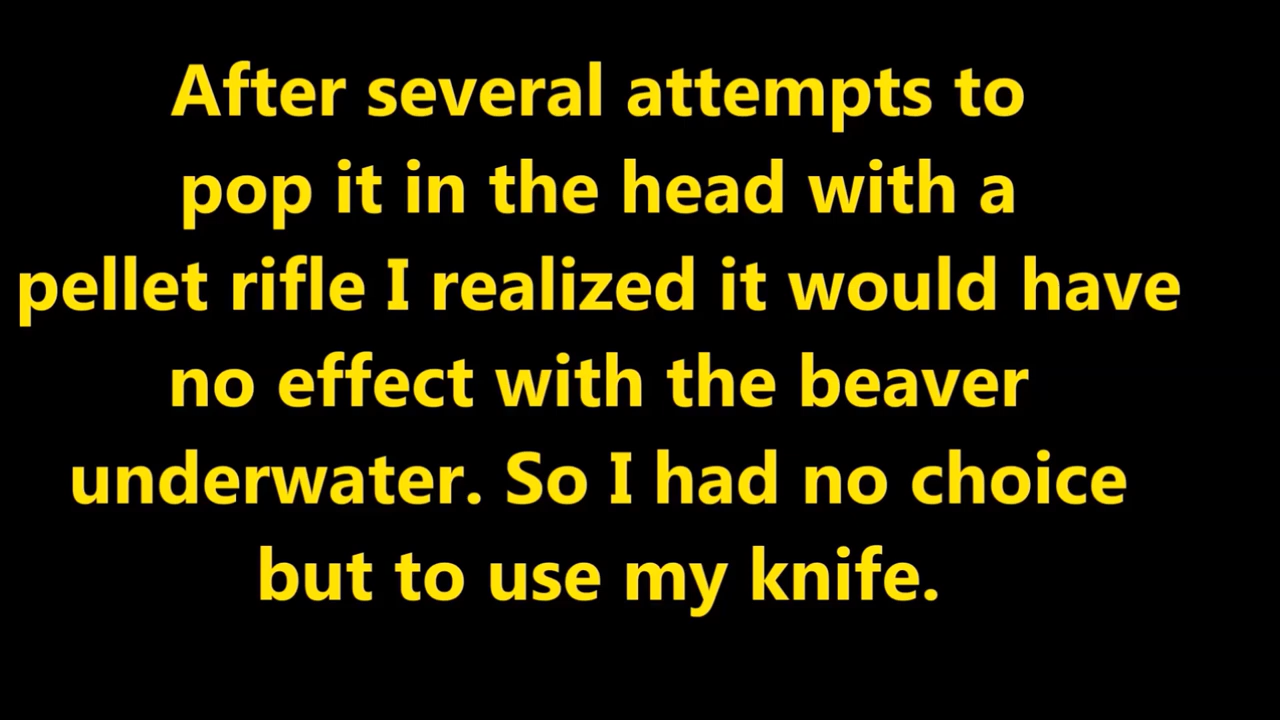 After several attempts to
pop it in the head with a
pellet rifle I realized it would have
no effect with the beaver
underwater. So I had no choice
but to use my knife.